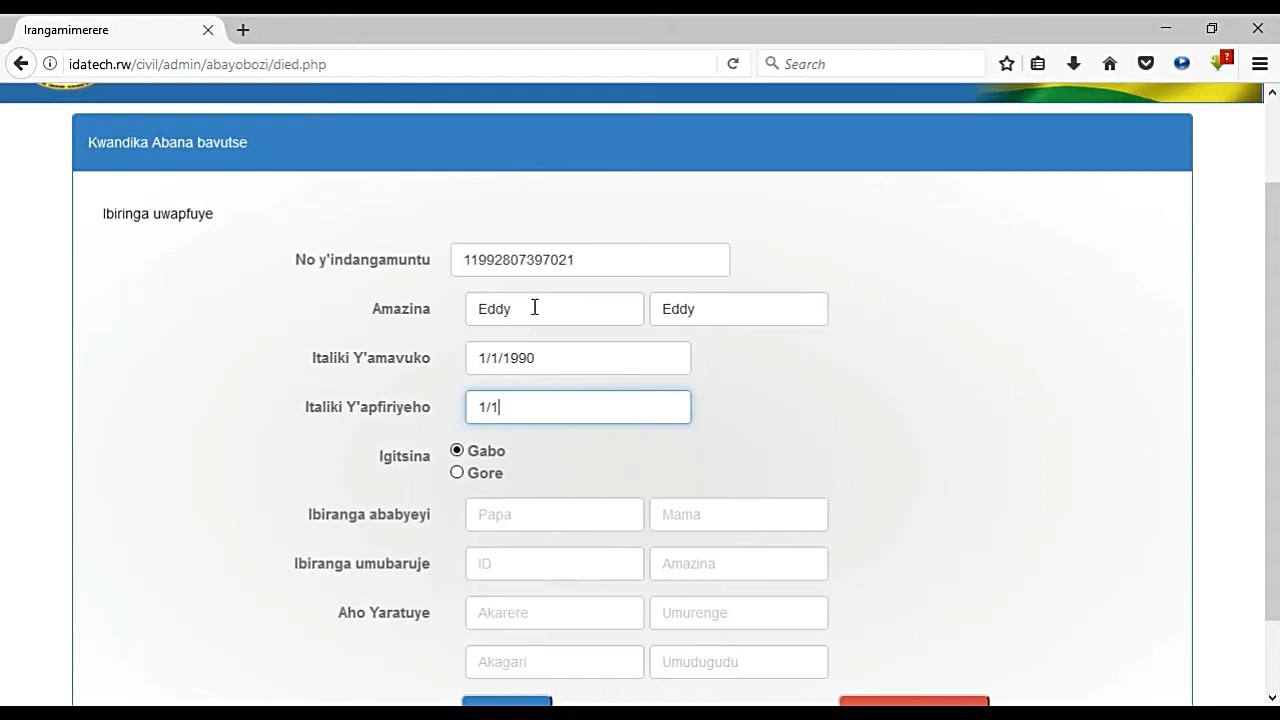 Irangamimerere
idatech.rw/civil/admin/abayobozi/died.php
Search
?
Kwandika Abana bavutse
Ibiringa uwapfuye
No y'indangamuntu 11992807397021
Amazina Eddy Eddy
Italiki Y'amavuko 1/1/1990
Italiki Y'apfiriyeho 1/1
Igitsina Gabo
Gore
Ibiranga ababyeyi Papa Mama
Ibiranga umubaruje ID Amazina
Aho Yaratuye Akarere Umurenge
Akagari Umudugudu